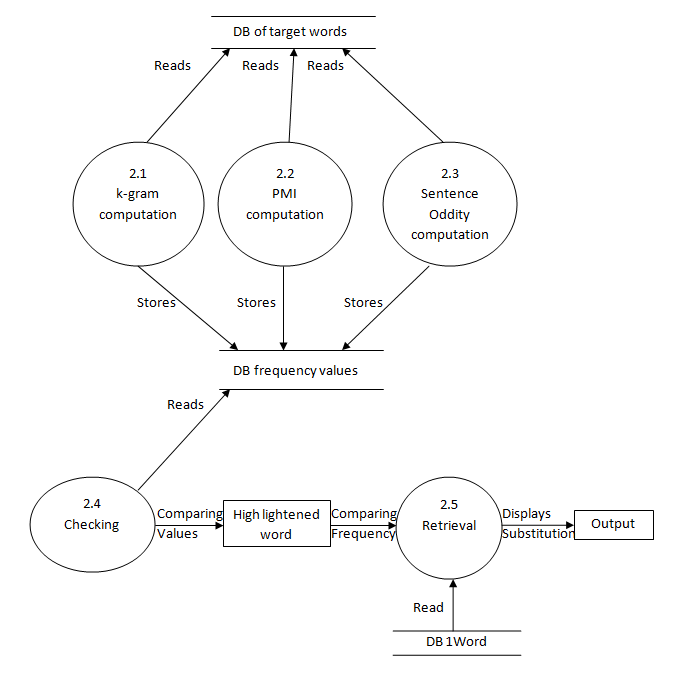 DB of target words
Reads
Reads
Reads
2.1
k-gram
computation
2.2
PMI
computation
2.3
Sentence
Oddity
computation
Stores
Stores
Stores
DB frequency values
Reads
2.4
Checking
Comparing
Values
High lightened
word
Comparing
Frequency
2.5
Retrieval
Displays
Substitution
Output
Read
DB 1Word